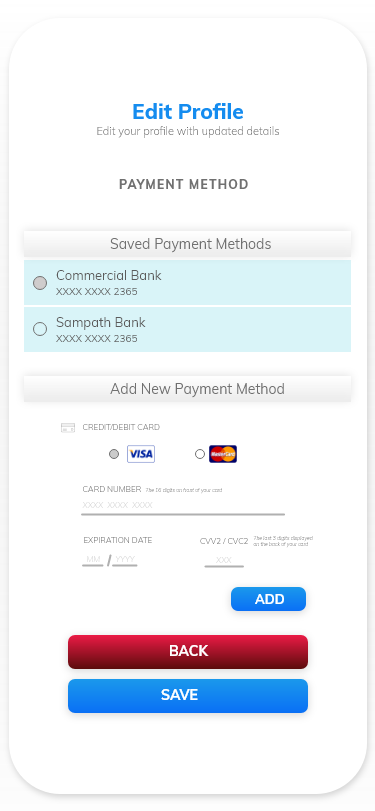 Edit Profile
Edit your profile with updated details
PAYMENT METHOD
Saved Payment Methods
Commercial Bank
XXXX XXXX 2365
Sampath Bank
XXXX XXXX 2365
Add New Payment Method
CREDIT/DEBIT CARD
VISA MasterCard
CARD NUMBER The 16 digits on front of your card
XXXX XXXX XXXX
EXPIRATION DATE CVV2 / CVC2 The last 3 digits displayed
on the back of your card
MM / YYYY XXX
ADD
BACK
SAVE